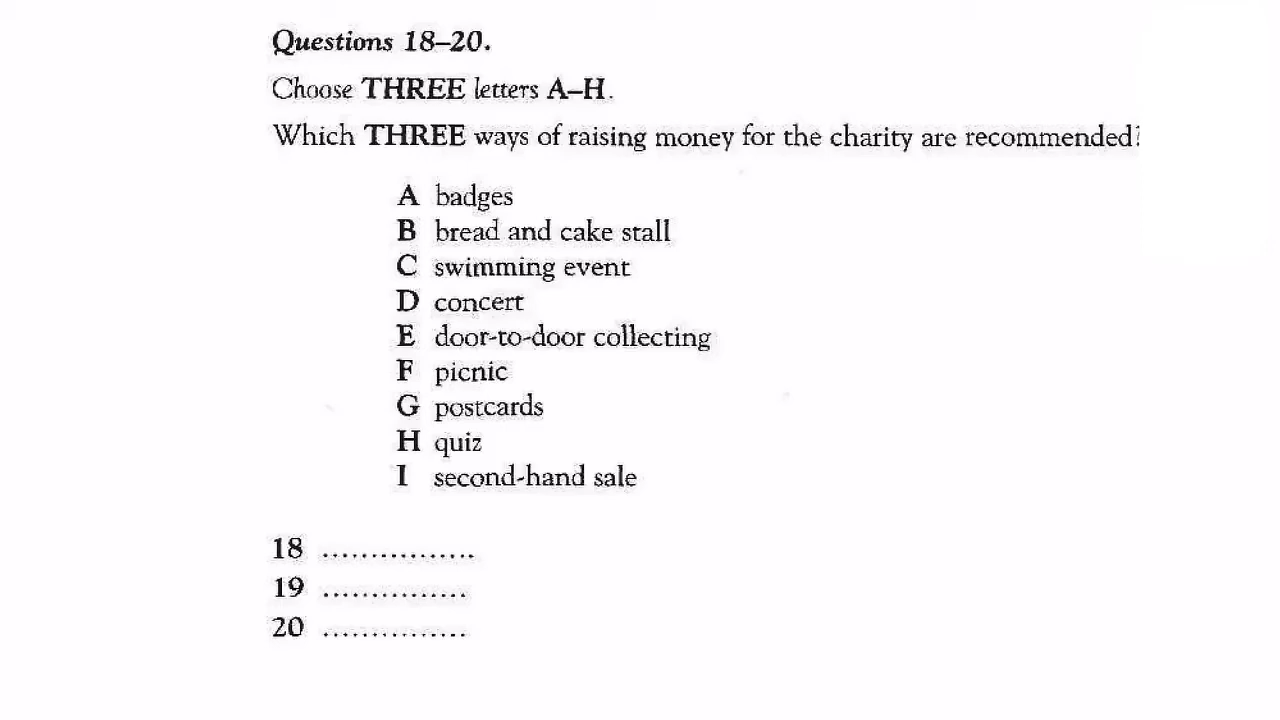 Questions 18–20.
Choose THREE letters A–H.
Which THREE ways of raising money for the charity are recommended?
A badges
B bread and cake stall
C swimming event
D concert
E door-to-door collecting
F picnic
G postcards
H quiz
I second-hand sale
18 ................
19 ...............
20 ...............